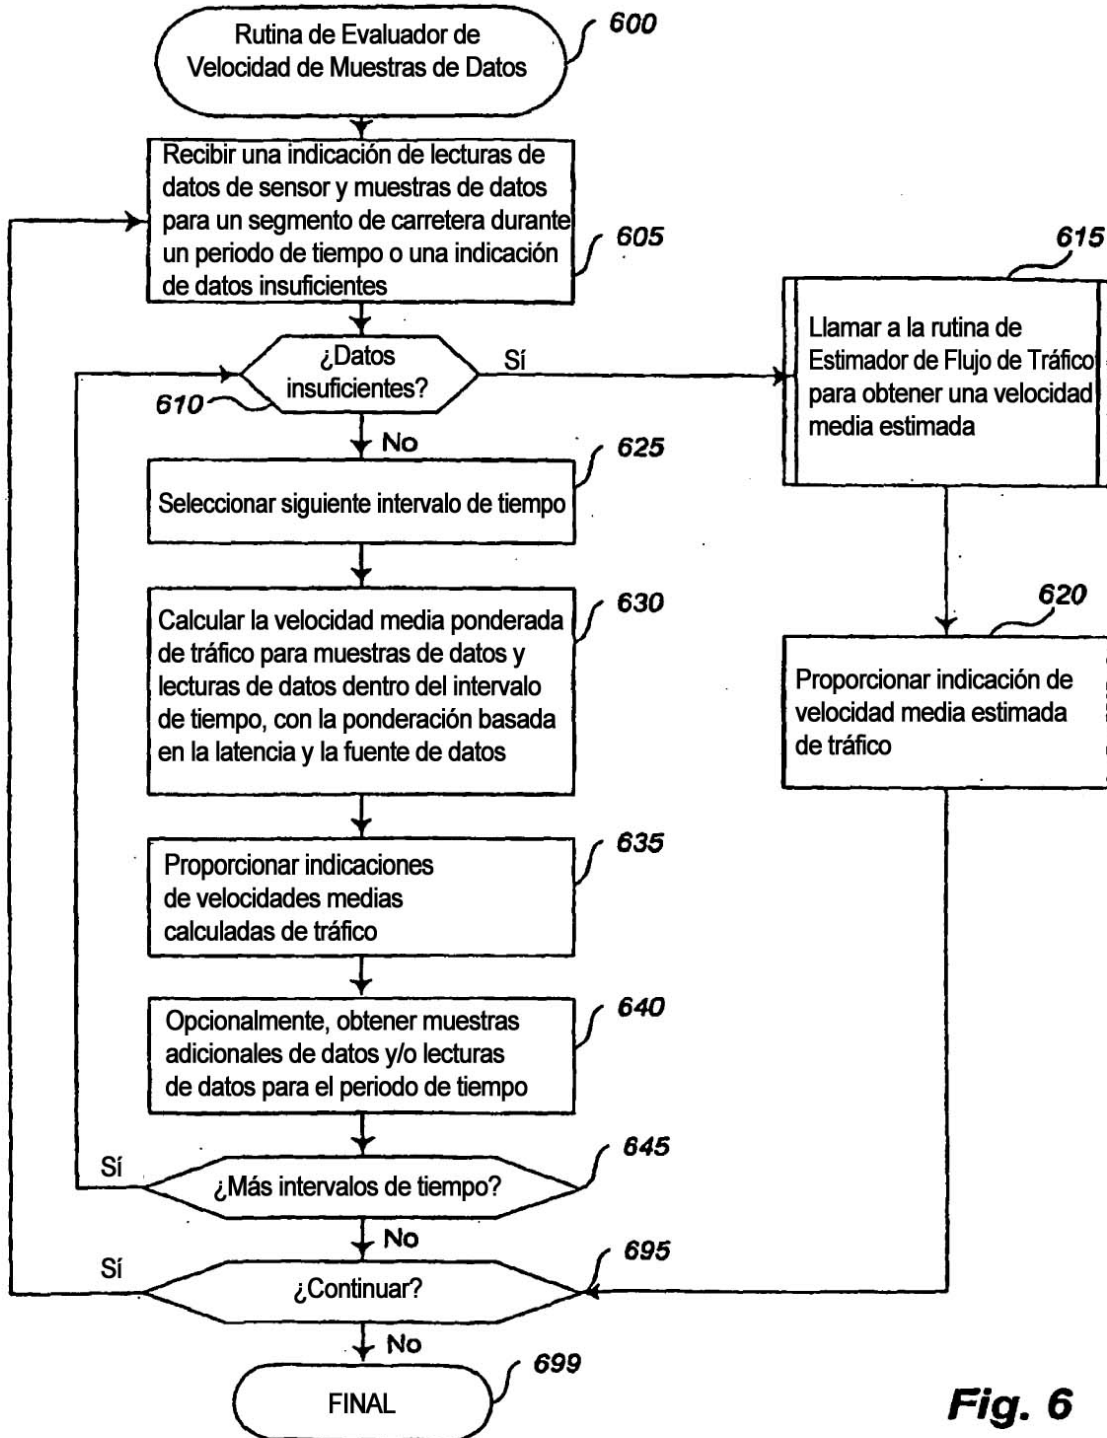 Rutina de Evaluador de
Velocidad de Muestras de Datos
600
Recibir una indicación de lecturas de
datos de sensor y muestras de datos
para un segmento de carretera durante
un periodo de tiempo o una indicación
de datos insuficientes
605
¿Datos
insuficientes?
610
Sí
No
615
Llamar a la rutina de
Estimador de Flujo de Tráfico
para obtener una velocidad
media estimada
620
Proporcionar indicación de
velocidad media estimada
de tráfico
625
Seleccionar siguiente intervalo de tiempo
630
Calcular la velocidad media ponderada
de tráfico para muestras de datos y
lecturas de datos dentro del intervalo
de tiempo, con la ponderación basada
en la latencia y la fuente de datos
635
Proporcionar indicaciones
de velocidades medias
calculadas de tráfico
640
Opcionalmente, obtener muestras
adicionales de datos y/o lecturas
de datos para el periodo de tiempo
645
Sí
¿Más intervalos de tiempo?
No
695
Sí
¿Continuar?
No
699
FINAL
Fig. 6